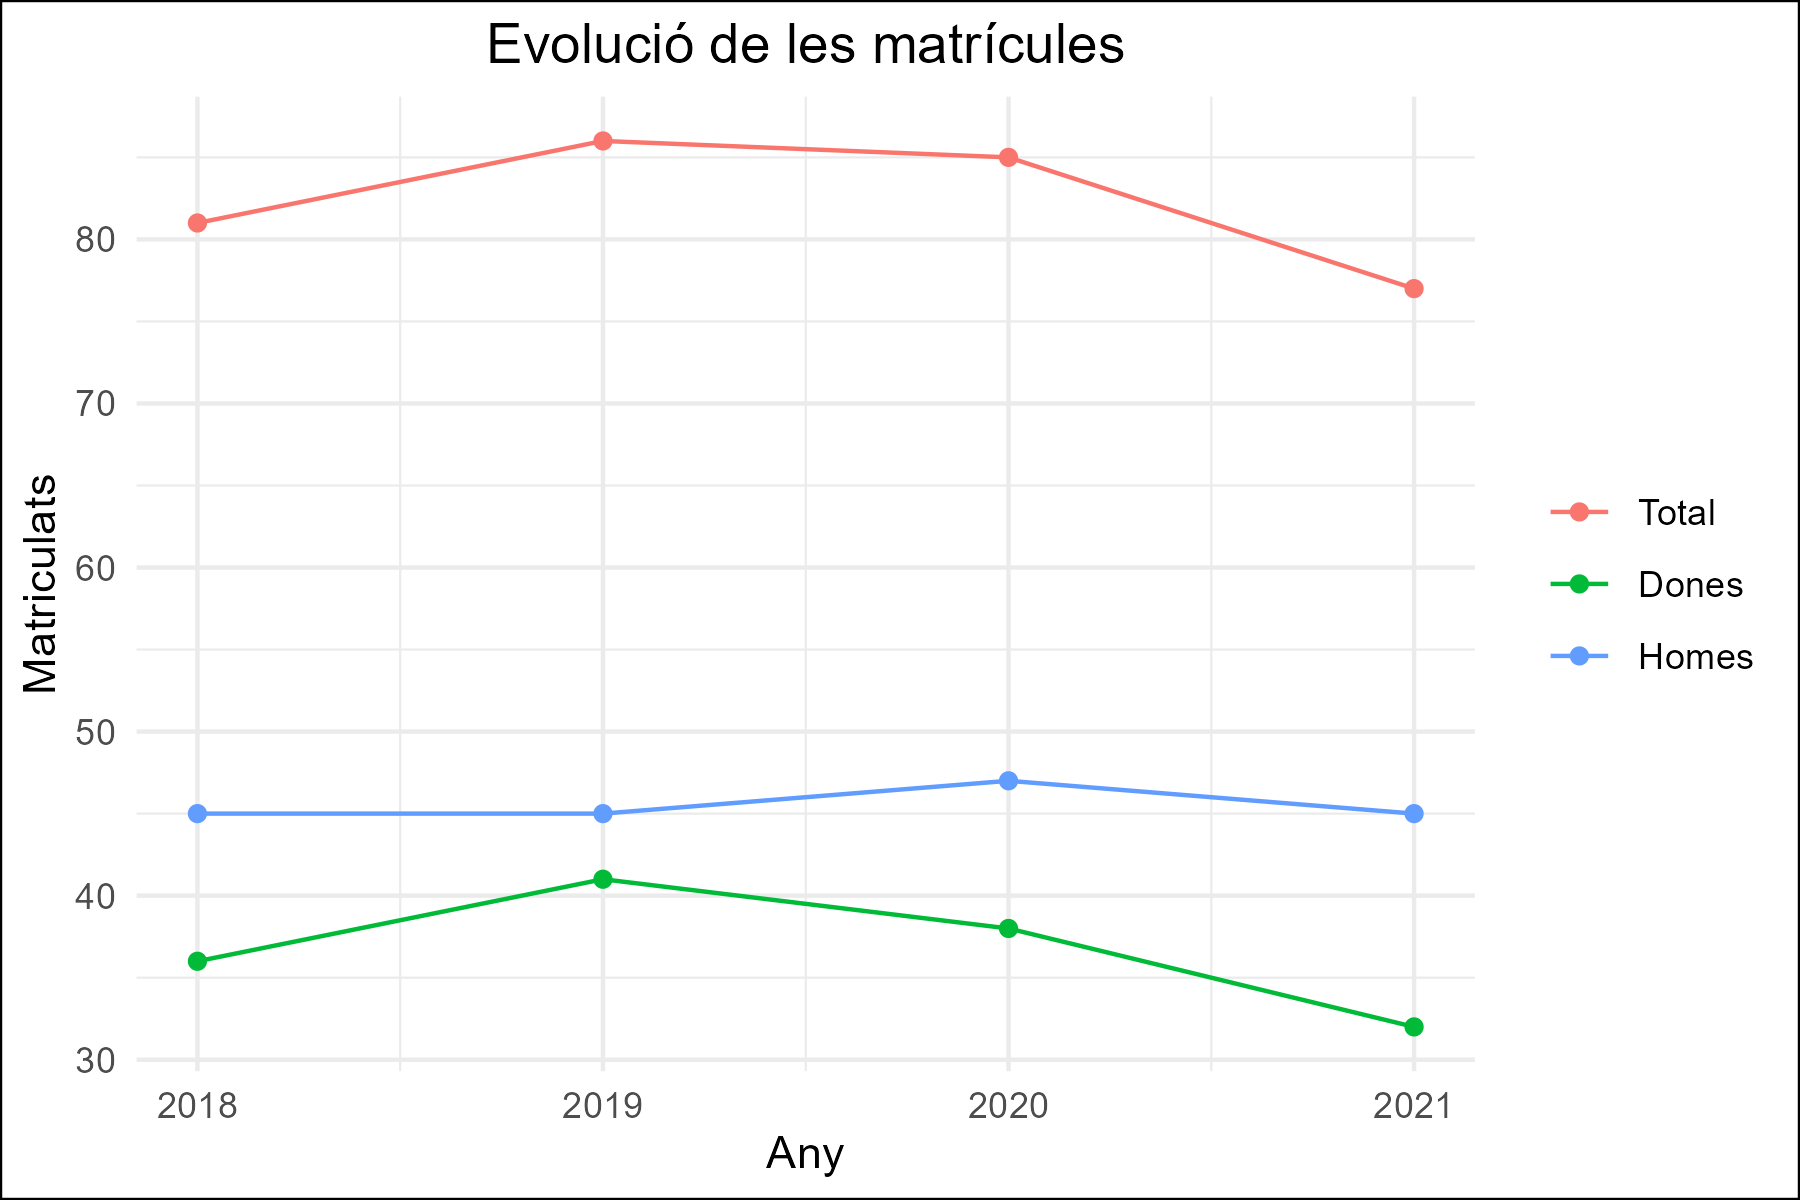 Evolució de les matrícules
Matriculats
80
70
60
50
40
30
2018 2019 2020 2021
Any
Total
Dones
Homes